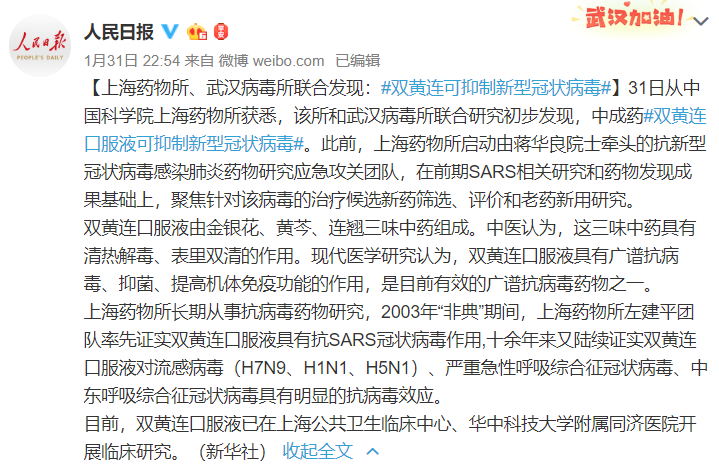 武汉加油!
人民日报
人民日报
PEOPLE'S DAILY
1月31日 22:54 来自 微博 weibo.com 已编辑
【上海药物所、武汉病毒所联合发现：#双黄连可抑制新型冠状病毒#】31日从中
国科学院上海药物所获悉，该所和武汉病毒所联合研究初步发现，中成药#双黄连
口服液可抑制新型冠状病毒#。此前，上海药物所启动由蒋华良院士牵头的抗新型
冠状病毒感染肺炎药物研究应急攻关团队，在前期SARS相关研究和药物发现成
果基础上，聚焦针对该病毒的治疗候选新药筛选、评价和老药新用研究。
双黄连口服液由金银花、黄芩、连翘三味中药组成。中医认为，这三味中药具有
清热解毒、表里双清的作用。现代医学研究认为，双黄连口服液具有广谱抗病
毒、抑菌、提高机体免疫功能的作用，是目前有效的广谱抗病毒药物之一。
上海药物所长期从事抗病毒药物研究，2003年“非典”期间，上海药物所左建平团
队率先证实双黄连口服液具有抗SARS冠状病毒作用,十余年来又陆续证实双黄连
口服液对流感病毒（H7N9、H1N1、H5N1）、严重急性呼吸综合征冠状病毒、中
东呼吸综合征冠状病毒具有明显的抗病毒效应。
目前，双黄连口服液已在上海公共卫生临床中心、华中科技大学附属同济医院开
展临床研究。（新华社） 收起全文